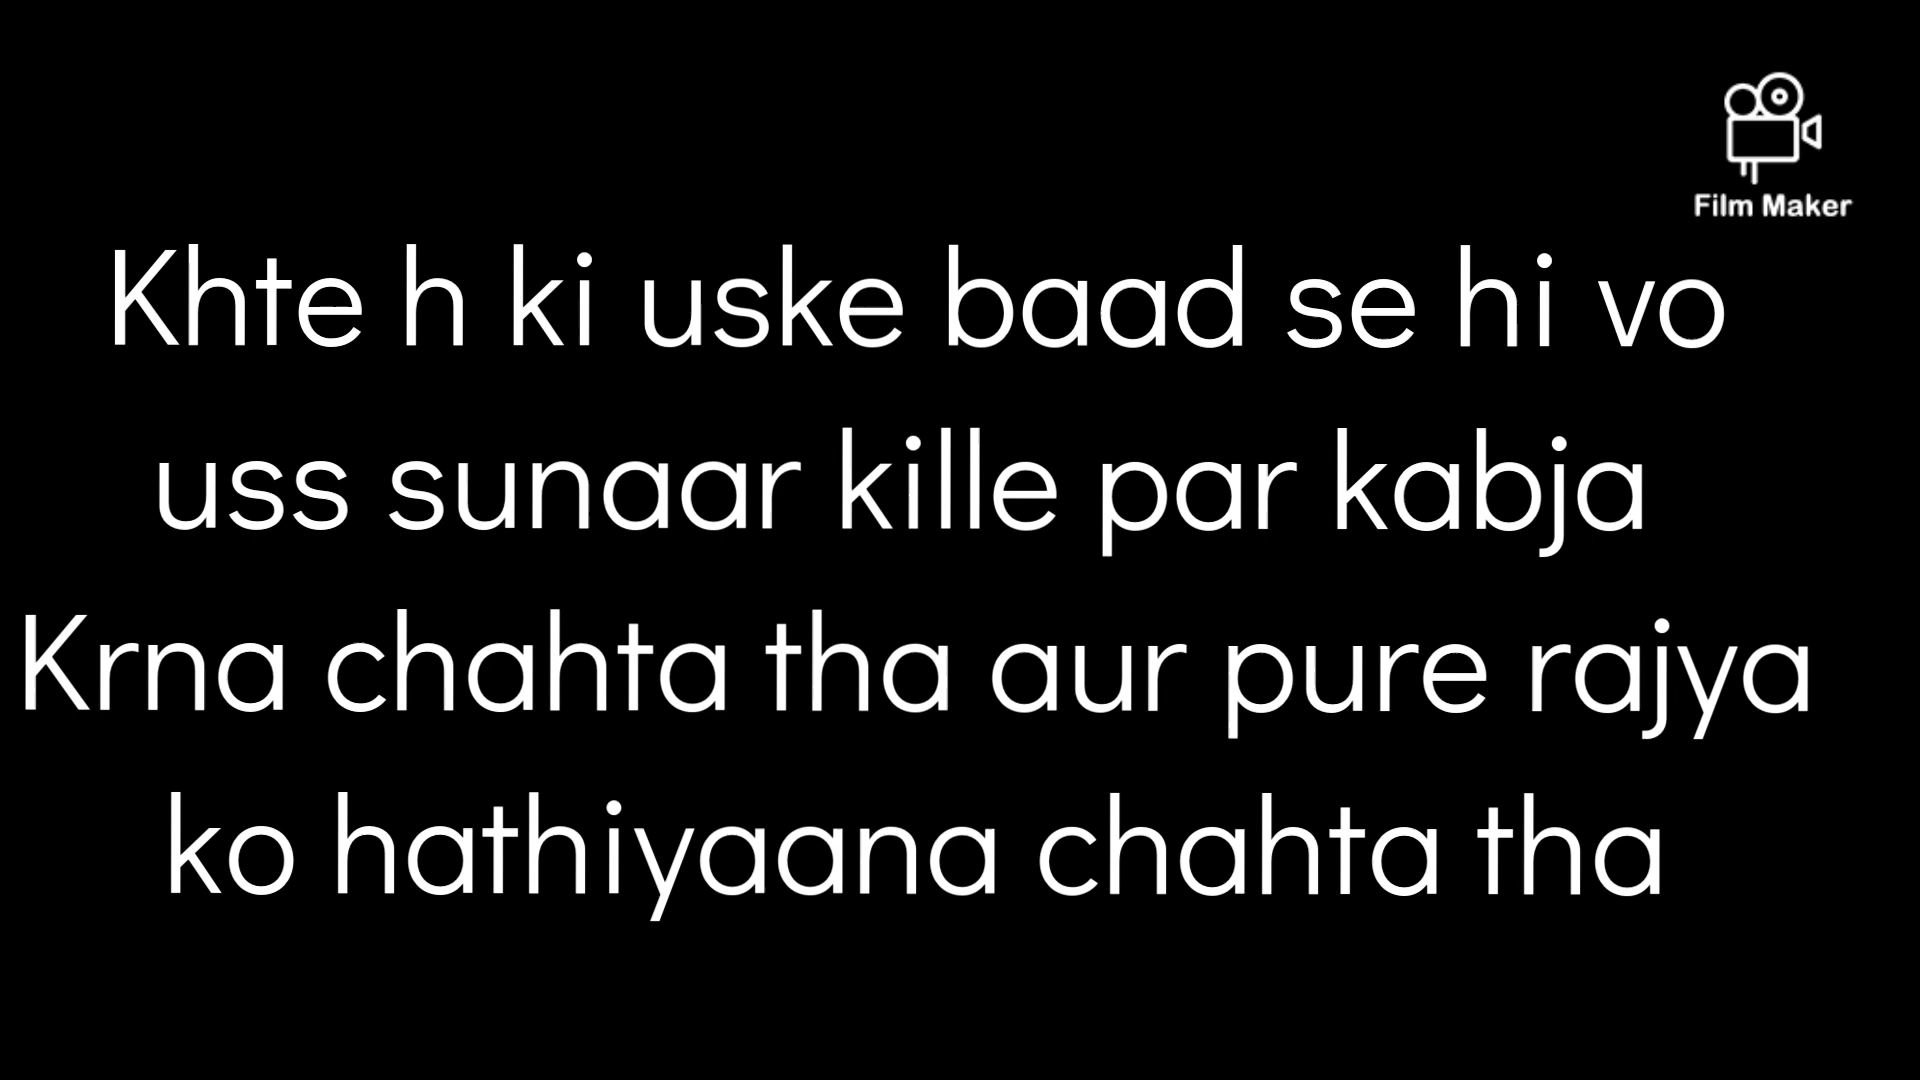 Film Maker
Khte h ki uske baad se hi vo
uss sunaar kille par kabja
Krna chahta tha aur pure rajya
ko hathiyaana chahta tha